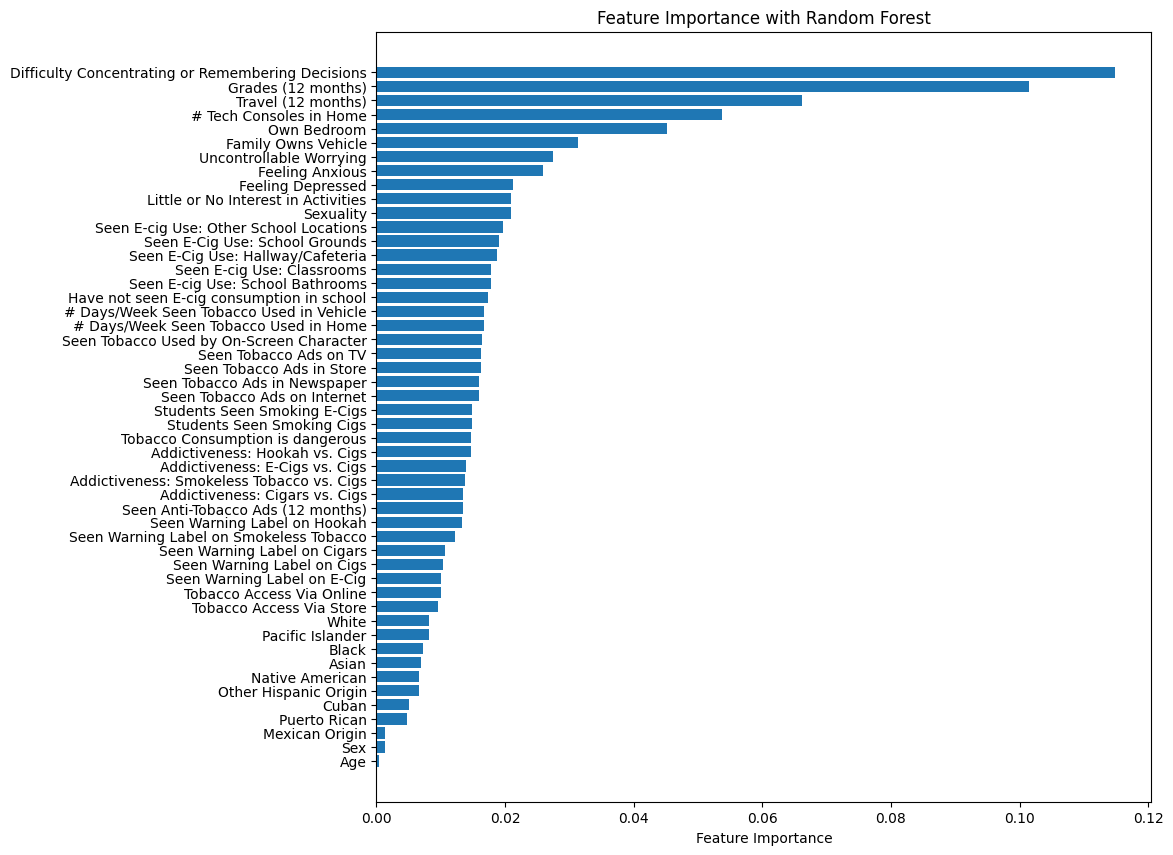 Feature Importance with Random Forest
Difficulty Concentrating or Remembering Decisions
Grades (12 months)
Travel (12 months)
# Tech Consoles in Home
Own Bedroom
Family Owns Vehicle
Uncontrollable Worrying
Feeling Anxious
Feeling Depressed
Little or No Interest in Activities
Sexuality
Seen E-cig Use: Other School Locations
Seen E-Cig Use: School Grounds
Seen E-Cig Use: Hallway/Cafeteria
Seen E-cig Use: Classrooms
Seen E-cig Use: School Bathrooms
Have not seen E-cig consumption in school
# Days/Week Seen Tobacco Used in Vehicle
# Days/Week Seen Tobacco Used in Home
Seen Tobacco Used by On-Screen Character
Seen Tobacco Ads on TV
Seen Tobacco Ads in Store
Seen Tobacco Ads in Newspaper
Seen Tobacco Ads on Internet
Students Seen Smoking E-Cigs
Students Seen Smoking Cigs
Tobacco Consumption is dangerous
Addictiveness: Hookah vs. Cigs
Addictiveness: E-Cigs vs. Cigs
Addictiveness: Smokeless Tobacco vs. Cigs
Addictiveness: Cigars vs. Cigs
Seen Anti-Tobacco Ads (12 months)
Seen Warning Label on Hookah
Seen Warning Label on Smokeless Tobacco
Seen Warning Label on Cigars
Seen Warning Label on Cigs
Seen Warning Label on E-Cig
Tobacco Access Via Online
Tobacco Access Via Store
White
Pacific Islander
Black
Asian
Native American
Other Hispanic Origin
Cuban
Puerto Rican
Mexican Origin
Sex
Age
0.00 0.02 0.04 0.06 0.08 0.10 0.12
Feature Importance